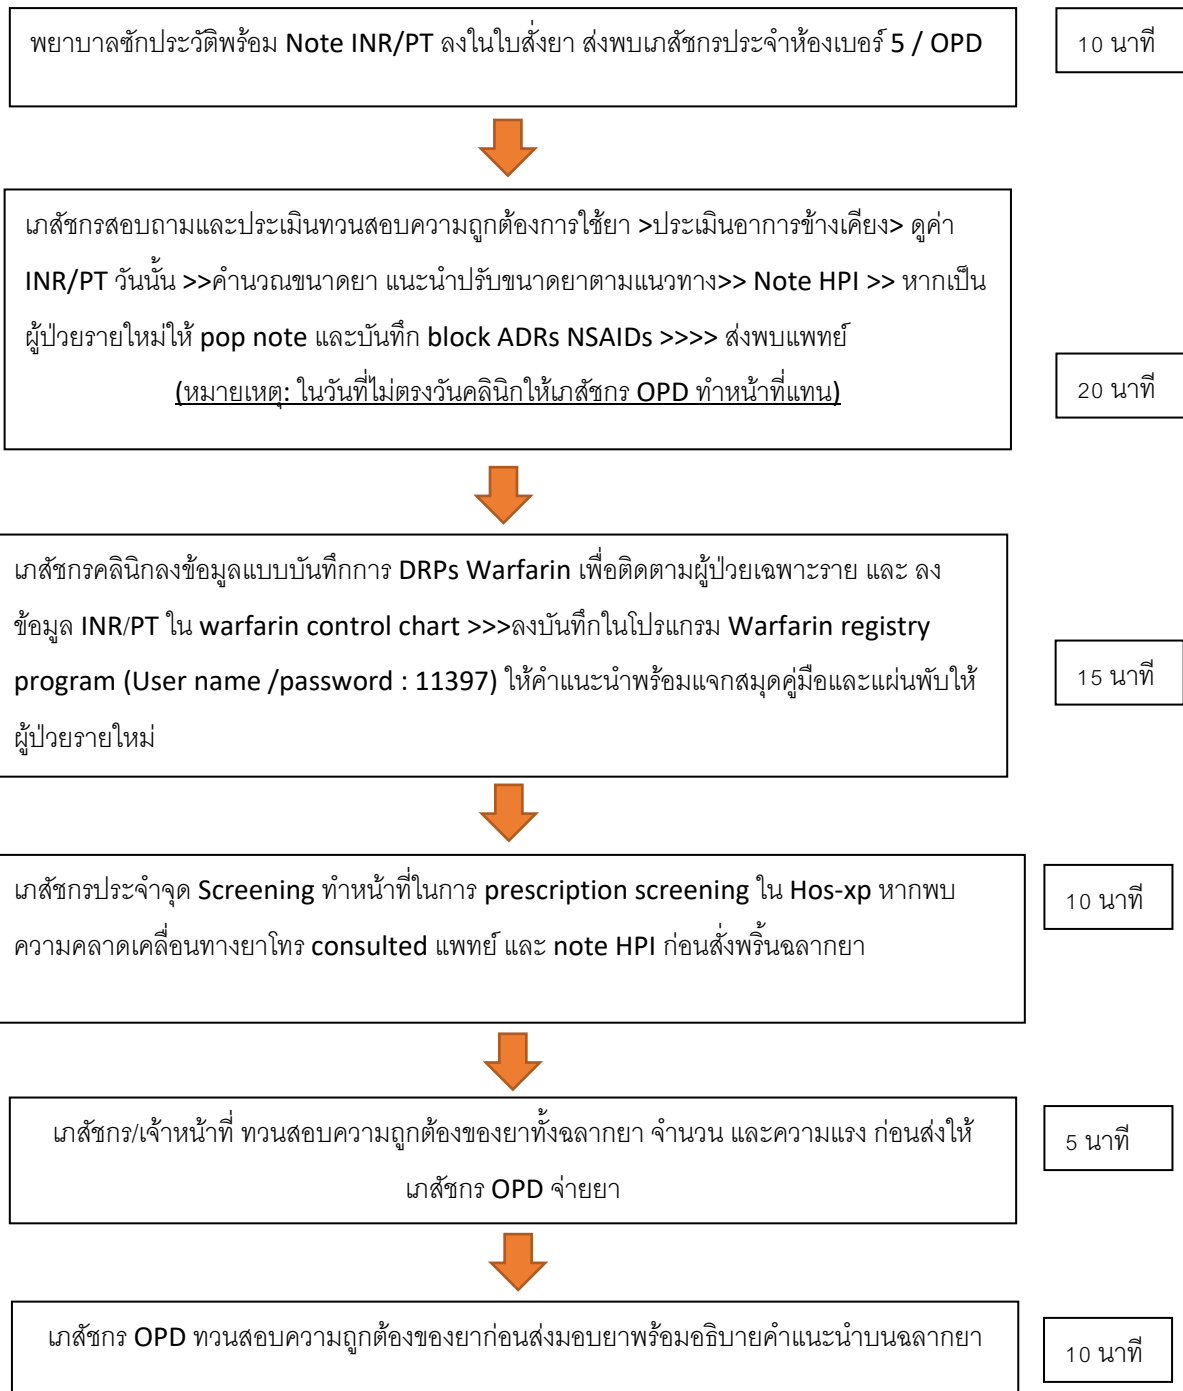 พยาบาลซักประวัติพร้อม Note INR/PT ลงในใบสั่งยา ส่งพบเภสัชกรประจำห้องเบอร์ 5 / OPD
10 นาที
เภสัชกรสอบถามและประเมินทวนสอบความถูกต้องการใช้ยา >ประเมินอาการข้างเคียง> ดูค่า
INR/PT วันนั้น >>คำนวณขนาดยา แนะนำปรับขนาดยาตามแนวทาง>> Note HPI >> หากเป็น
ผู้ป่วยรายใหม่ให้ pop note และบันทึก block ADRs NSAIDs >>>> ส่งพบแพทย์
(หมายเหตุ: ในวันที่ไม่ตรงวันคลินิกให้เภสัชกร OPD ทำหน้าที่แทน)
20 นาที
เภสัชกรคลินิกลงข้อมูลแบบบันทึกการ DRPs Warfarin เพื่อติดตามผู้ป่วยเฉพาะราย และ ลง
ข้อมูล INR/PT ใน warfarin control chart >>>ลงบันทึกในโปรแกรม Warfarin registry
program (User name /password : 11397) ให้คำแนะนำพร้อมแจกสมุดคู่มือและแผ่นพับให้
ผู้ป่วยรายใหม่
15 นาที
เภสัชกรประจำจุด Screening ทำหน้าที่ในการ prescription screening ใน Hos-xp หากพบ
ความคลาดเคลื่อนทางยาโทร consulted แพทย์ และ note HPI ก่อนสั่งพริ้นฉลากยา
10 นาที
เภสัชกร/เจ้าหน้าที่ ทวนสอบความถูกต้องของยาทั้งฉลากยา จำนวน และความแรง ก่อนส่งให้
เภสัชกร OPD จ่ายยา
5 นาที
เภสัชกร OPD ทวนสอบความถูกต้องของยาก่อนส่งมอบยาพร้อมอธิบายคำแนะนำบนฉลากยา
10 นาที